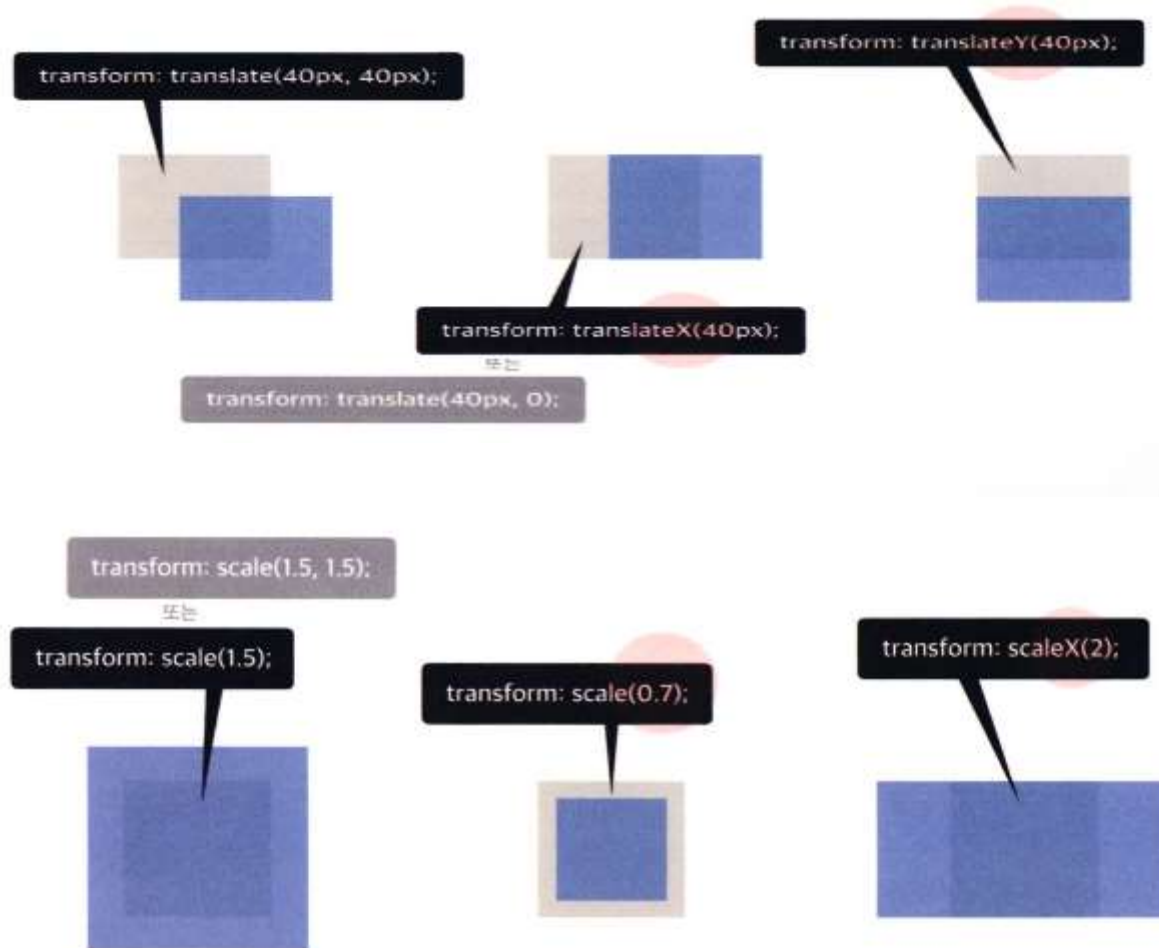 transform: translateY(40px);
transform: translate(40px, 40px);
transform: translateX(40px);
또는
transform: translate(40px, 0);
transform: scale(1.5, 1.5);
또는
transform: scale(1.5);
transform: scale(0.7);
transform: scaleX(2);